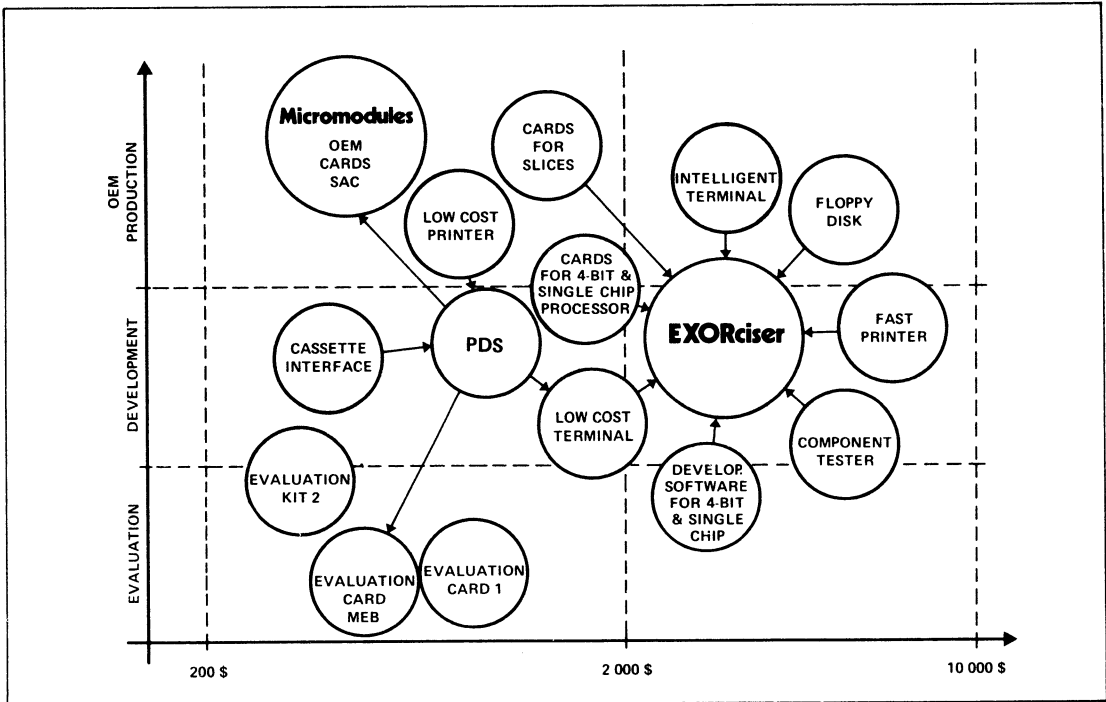 OEM
PRODUCTION
DEVELOPMENT
EVALUATION
Micromodules
OEM
CARDS
SAC
LOW COST
PRINTER
CARDS
FOR
SLICES
INTELLIGENT
TERMINAL
FLOPPY
DISK
CARDS
FOR 4-BIT &
SINGLE CHIP
PROCESSOR
CASSETTE
INTERFACE
PDS
EXORciser
FAST
PRINTER
LOW COST
TERMINAL
COMPONENT
TESTER
EVALUATION
KIT 2
DEVELOP.
SOFTWARE
FOR 4-BIT
& SINGLE
CHIP
EVALUATION
CARD
MEB
EVALUATION
CARD 1
200 $
2 000 $
10 000 $